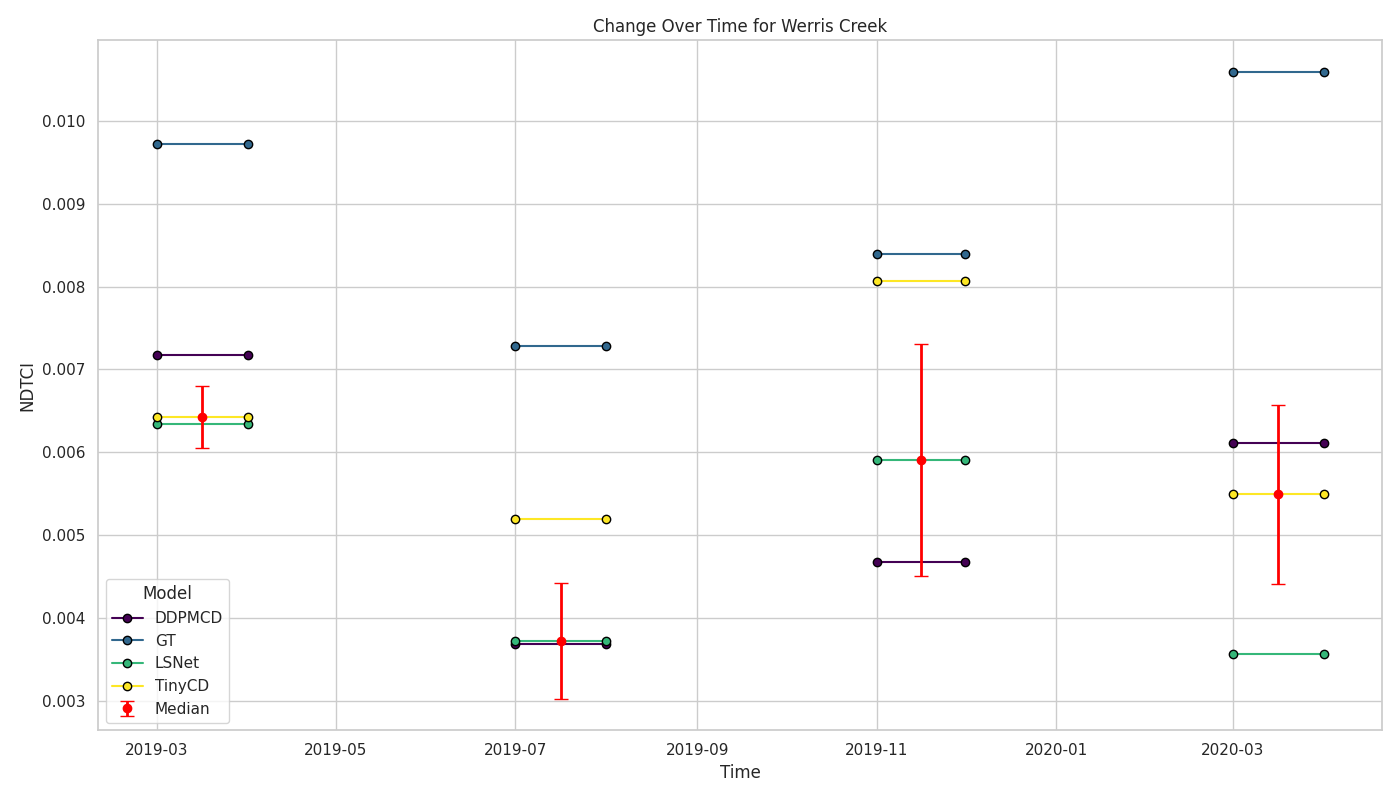 Change Over Time for Werris Creek
NDTCI
0.010
0.009
0.008
0.007
0.006
0.005
0.004
0.003
Model
DDPMCD
GT
LSNet
TinyCD
Median
2019-03
2019-05
2019-07
2019-09
2019-11
2020-01
2020-03
Time